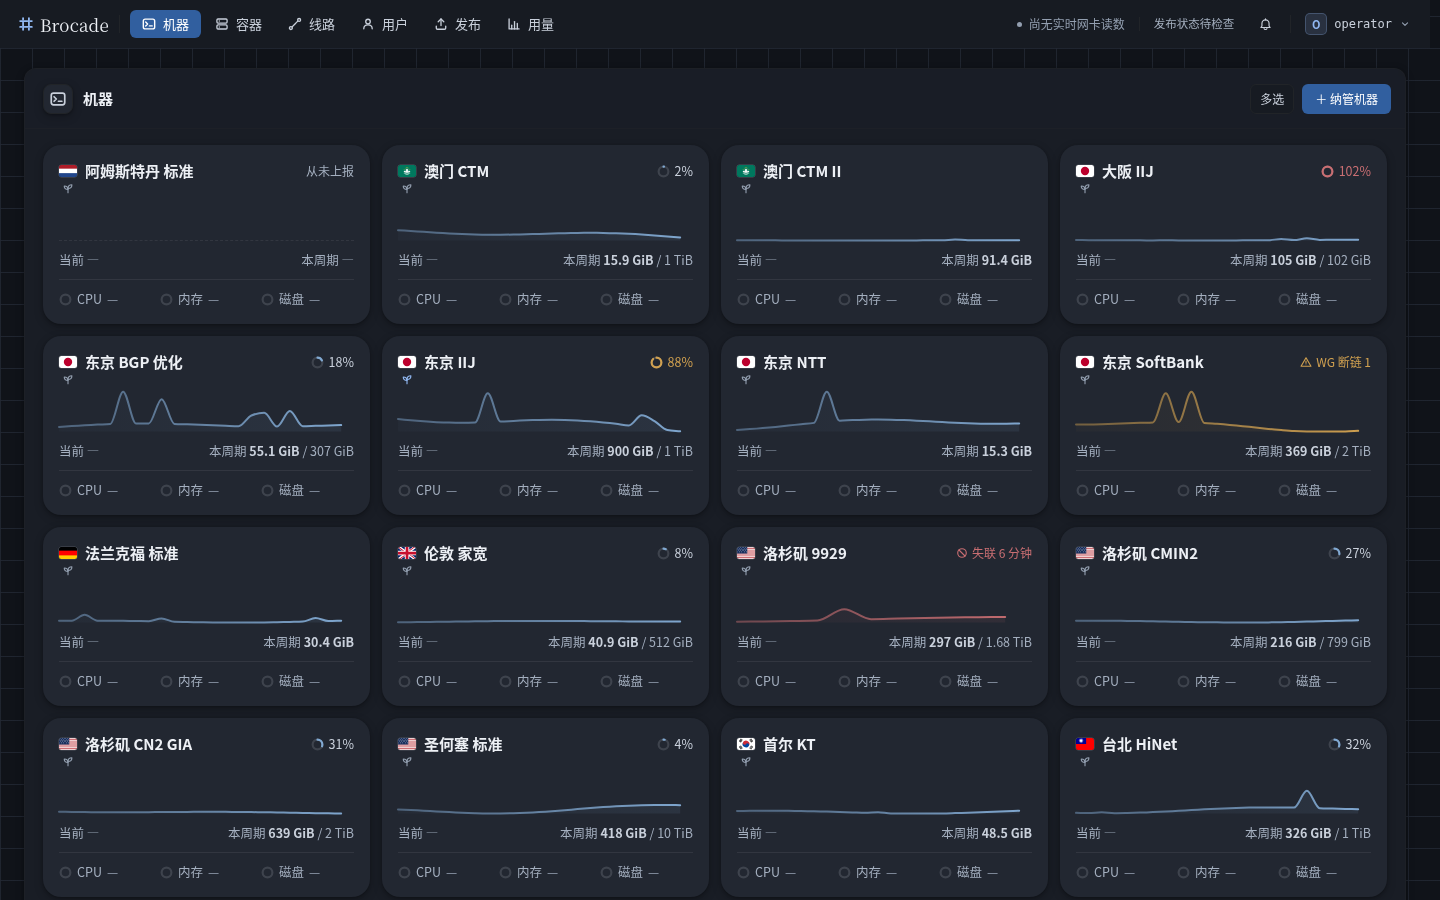 Brocade
机器
容器
线路
用户
发布
用量
尚无实时网卡读数
发布状态待检查
O
operator
机器
多选
+ 纳管机器
阿姆斯特丹 标准
从未上报
当前 —
本周期 —
CPU —
内存 —
磁盘 —
澳门 CTM
2%
当前 —
本周期 15.9 GiB / 1 TiB
CPU —
内存 —
磁盘 —
澳门 CTM II
当前 —
本周期 91.4 GiB
CPU —
内存 —
磁盘 —
大阪 IIJ
102%
当前 —
本周期 105 GiB / 102 GiB
CPU —
内存 —
磁盘 —
东京 BGP 优化
18%
当前 —
本周期 55.1 GiB / 307 GiB
CPU —
内存 —
磁盘 —
东京 IIJ
88%
当前 —
本周期 900 GiB / 1 TiB
CPU —
内存 —
磁盘 —
东京 NTT
当前 —
本周期 15.3 GiB
CPU —
内存 —
磁盘 —
东京 SoftBank
WG 断链 1
当前 —
本周期 369 GiB / 2 TiB
CPU —
内存 —
磁盘 —
法兰克福 标准
当前 —
本周期 30.4 GiB
CPU —
内存 —
磁盘 —
伦敦 家宽
8%
当前 —
本周期 40.9 GiB / 512 GiB
CPU —
内存 —
磁盘 —
洛杉矶 9929
失联 6 分钟
当前 —
本周期 297 GiB / 1.68 TiB
CPU —
内存 —
磁盘 —
洛杉矶 CMIN2
27%
当前 —
本周期 216 GiB / 799 GiB
CPU —
内存 —
磁盘 —
洛杉矶 CN2 GIA
31%
当前 —
本周期 639 GiB / 2 TiB
CPU —
内存 —
磁盘 —
圣何塞 标准
4%
当前 —
本周期 418 GiB / 10 TiB
CPU —
内存 —
磁盘 —
首尔 KT
当前 —
本周期 48.5 GiB
CPU —
内存 —
磁盘 —
台北 HiNet
32%
当前 —
本周期 326 GiB / 1 TiB
CPU —
内存 —
磁盘 —